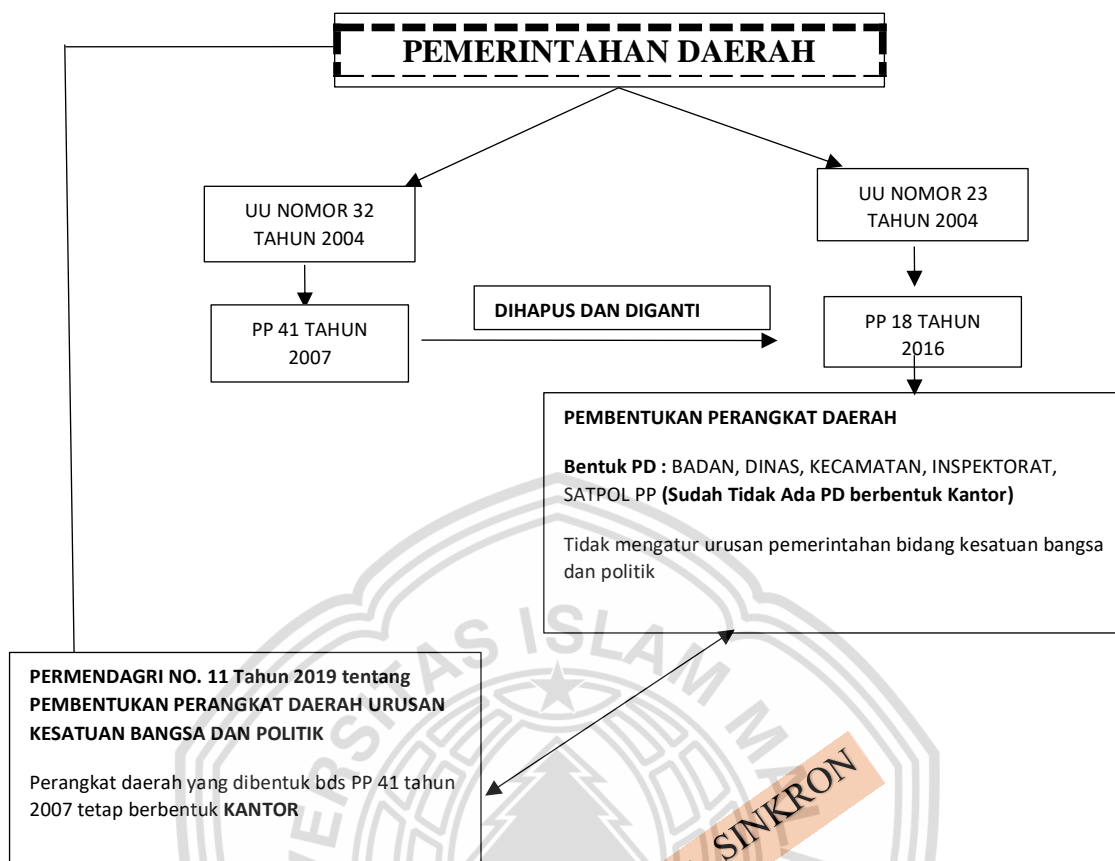 PEMERINTAHAN DAERAH
UU NOMOR 32
TAHUN 2004
UU NOMOR 23
TAHUN 2004
PP 41 TAHUN
2007
DIHAPUS DAN DIGANTI
PP 18 TAHUN
2016
PEMBENTUKAN PERANGKAT DAERAH
Bentuk PD : BADAN, DINAS, KECAMATAN, INSPEKTORAT,
SATPOL PP (Sudah Tidak Ada PD berbentuk Kantor)
Tidak mengatur urusan pemerintahan bidang kesatuan bangsa
dan politik
PERMENDAGRI NO. 11 Tahun 2019 tentang
PEMBENTUKAN PERANGKAT DAERAH URUSAN
KESATUAN BANGSA DAN POLITIK
Perangkat daerah yang dibentuk bds PP 41 tahun
2007 tetap berbentuk KANTOR
SINKRON
ERSITAS ISLAM MA